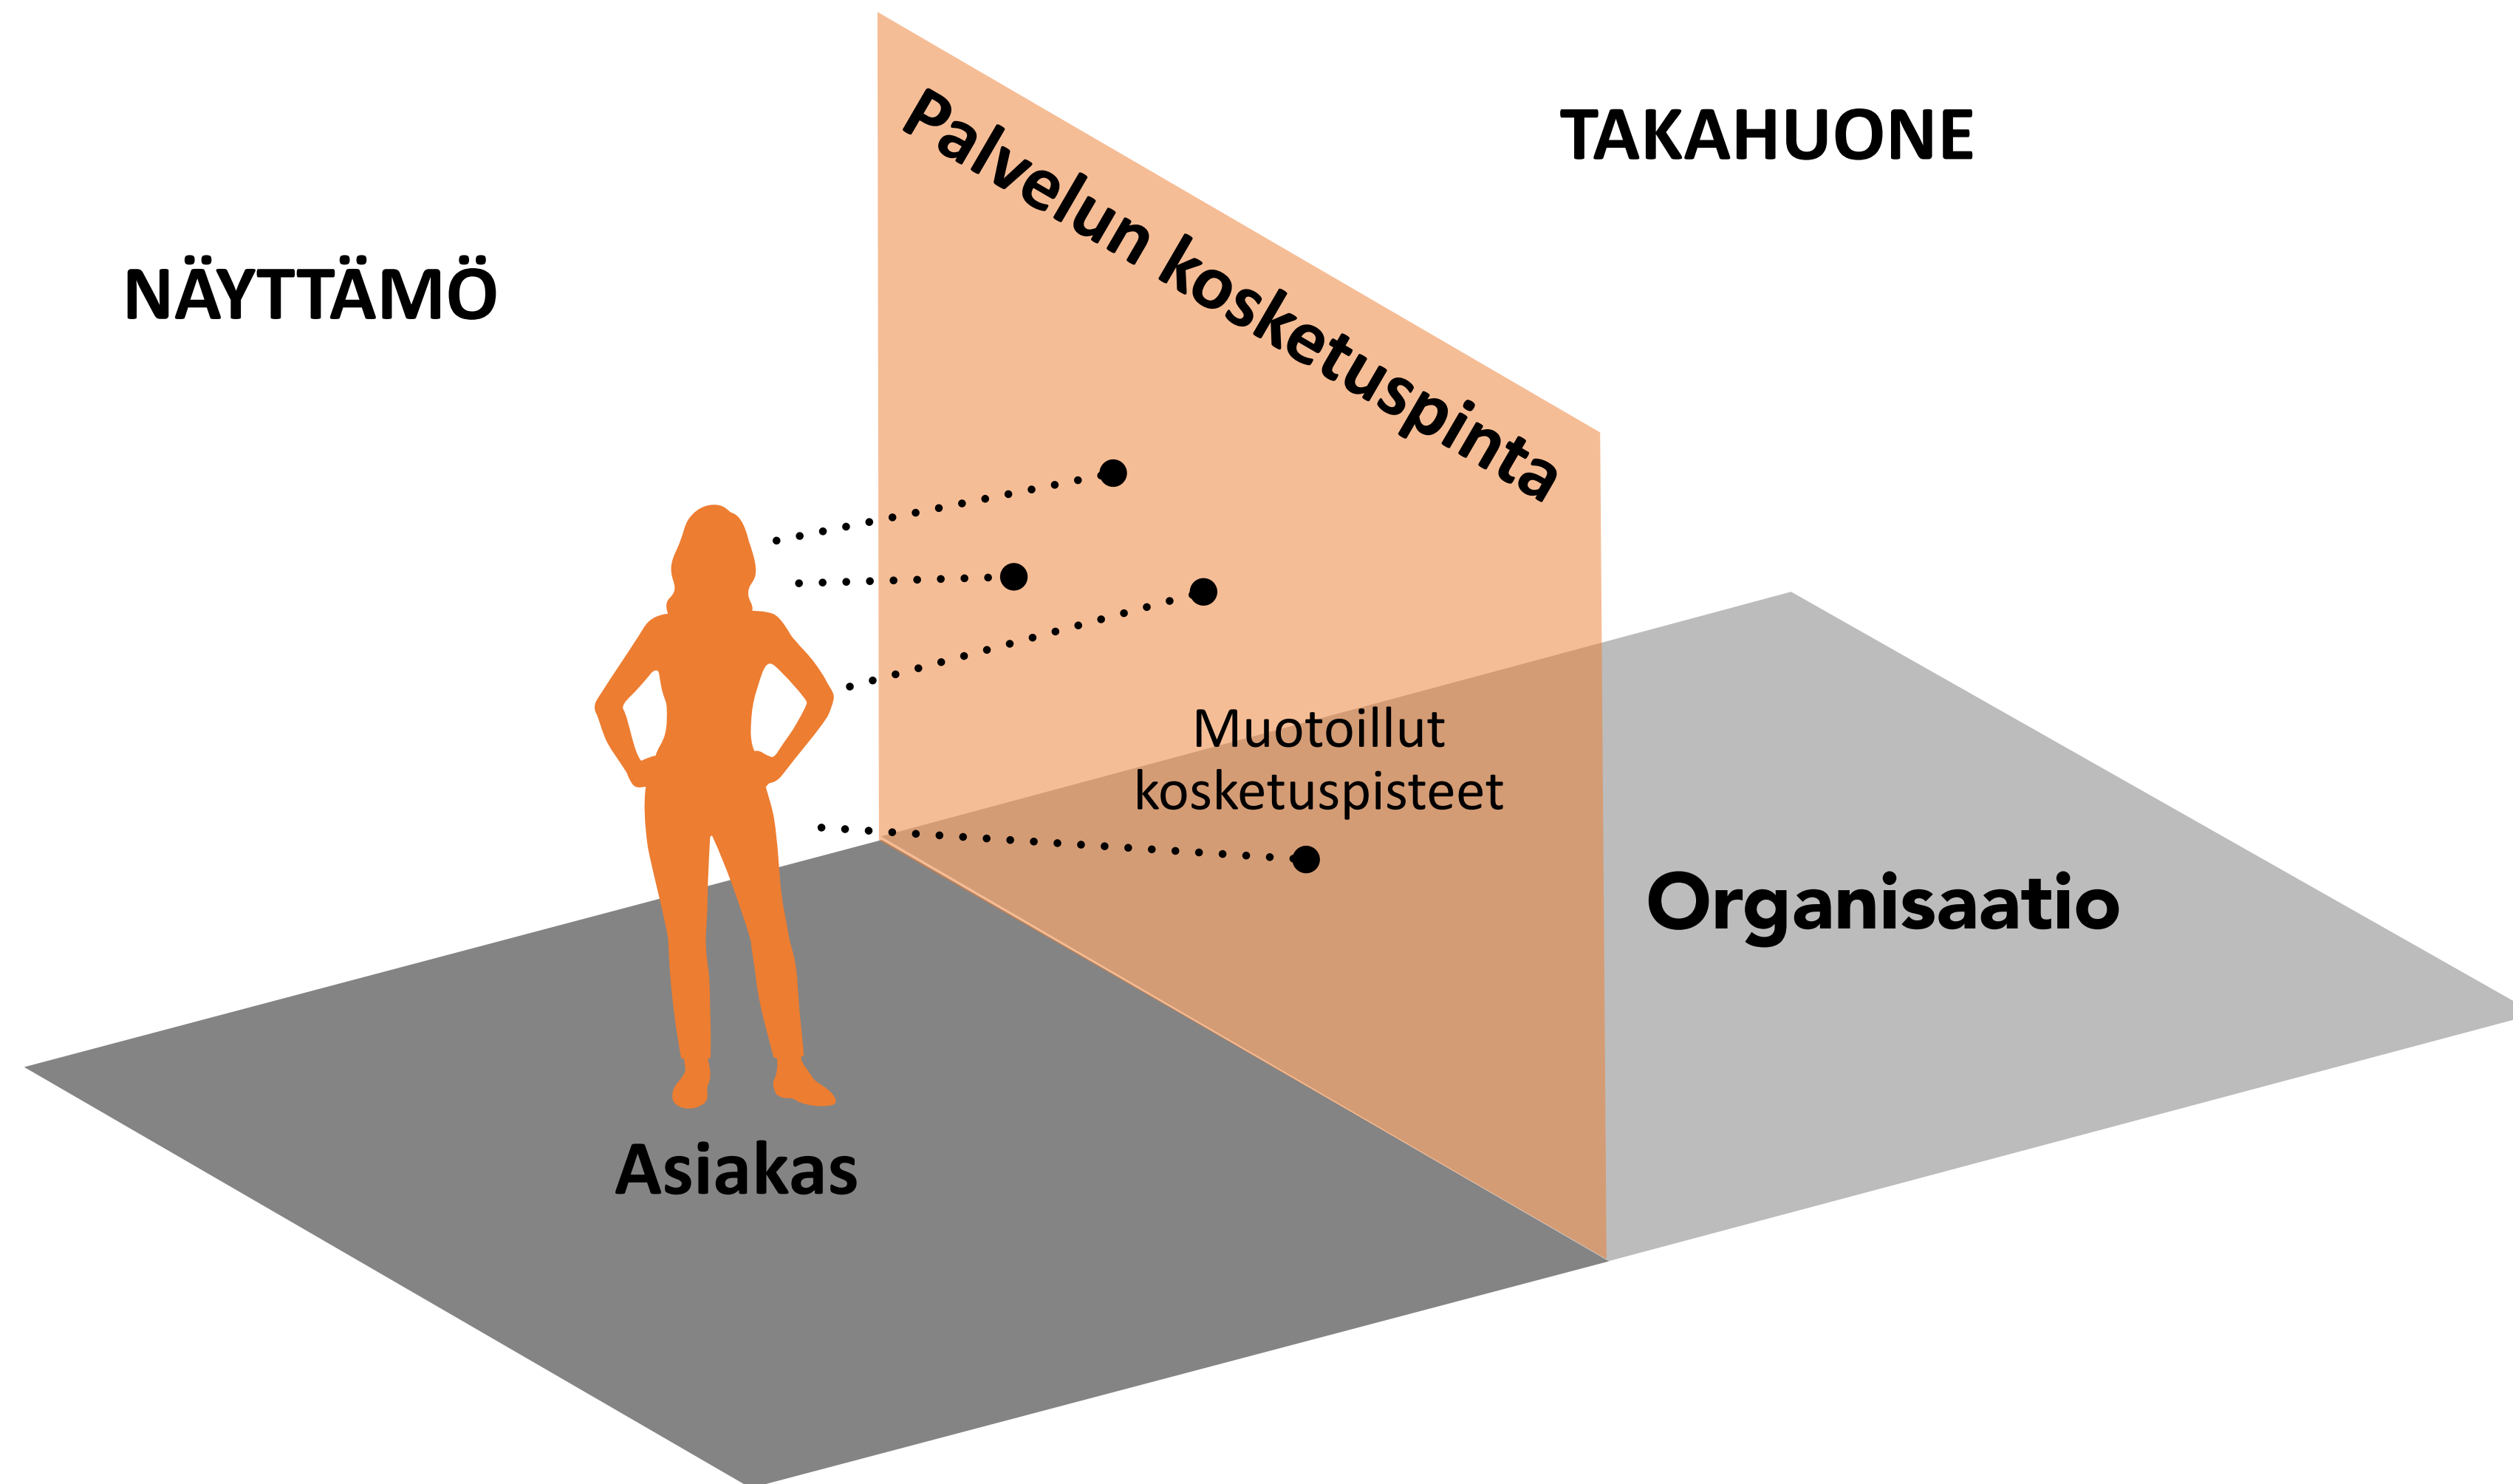 TAKAHUONE
Palvelun kosketuspinta
NÄYTTÄMÖ
Muotoillut
kosketuspisteet
Organisaatio
Asiakas